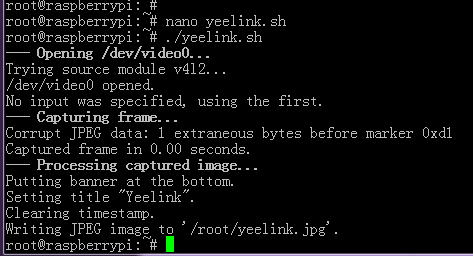 root@raspberrypi:~#
root@raspberrypi:~# nano yeelink.sh
root@raspberrypi:~# ./yeelink.sh
--- Opening /dev/video0...
Trying source module v4l2...
/dev/video0 opened.
No input was specified, using the first.
--- Capturing frame...
Corrupt JPEG data: 1 extraneous bytes before marker 0xd1
Captured frame in 0.00 seconds.
--- Processing captured image...
Putting banner at the bottom.
Setting title "Yeelink".
Clearing timestamp.
Writing JPEG image to '/root/yeelink.jpg'.
root@raspberrypi:~#